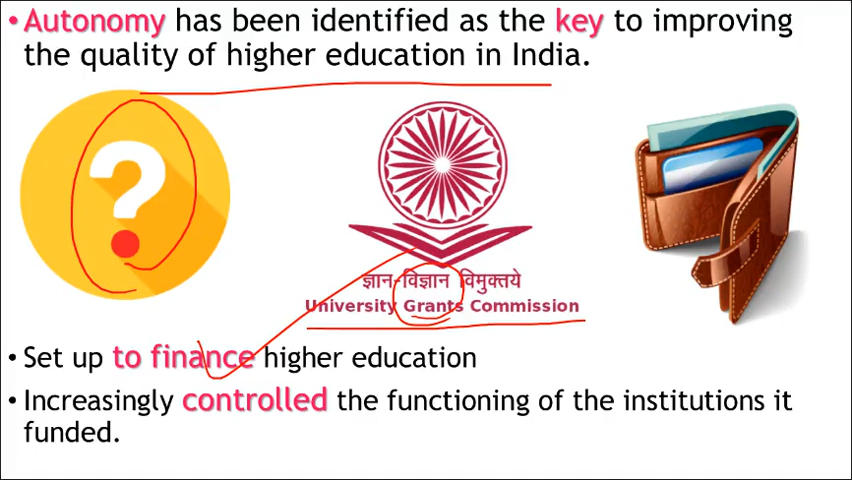 •Autonomy has been identified as the key to improving
the quality of higher education in India.
?
ज्ञान-विज्ञान विमुक्तये
University Grants Commission
• Set up to finance higher education
• Increasingly controlled the functioning of the institutions it
funded.